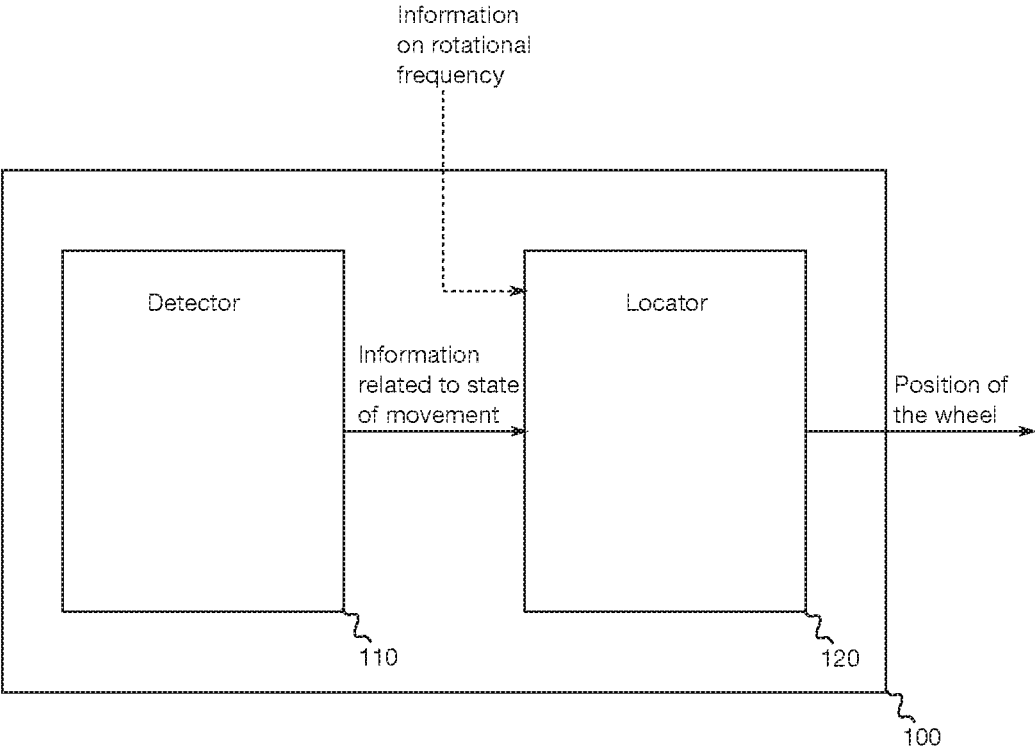 Information
on rotational
frequency
Detector
Locator
Information
related to state
of movement
Position of
the wheel
110
120
100